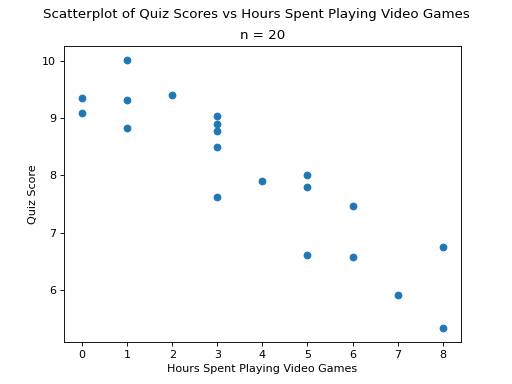 Scatterplot of Quiz Scores vs Hours Spent Playing Video Games
n = 20
10
9
8
7
6
Quiz Score
0 1 2 3 4 5 6 7 8
Hours Spent Playing Video Games